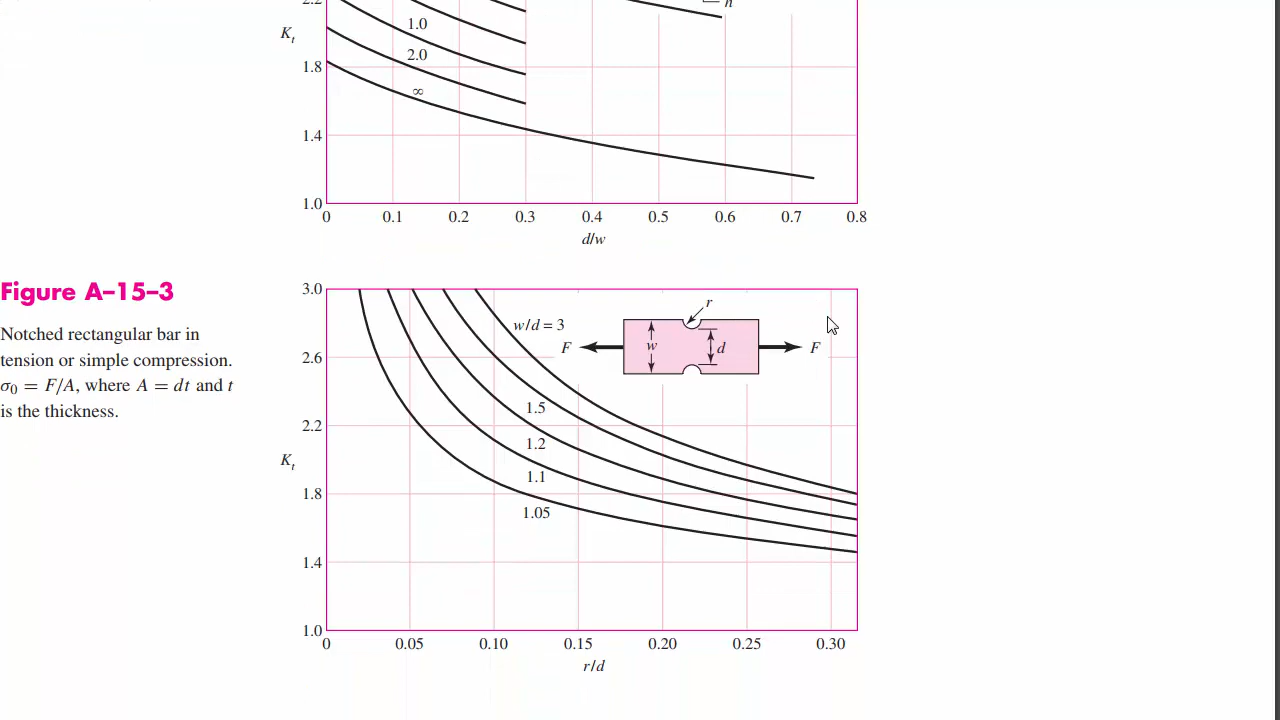 2.2
h
1.0
Kt
2.0
1.8
∞
1.4
1.0
0 0.1 0.2 0.3 0.4 0.5 0.6 0.7 0.8
d/w
Figure A–15–3
Notched rectangular bar in
tension or simple compression.
σ0 = F/A, where A = dt and t
is the thickness.
3.0
r
w/d = 3
F w d F
2.6
1.5
2.2
1.2
Kt
1.1
1.8
1.05
1.4
1.0
0 0.05 0.10 0.15 0.20 0.25 0.30
r/d